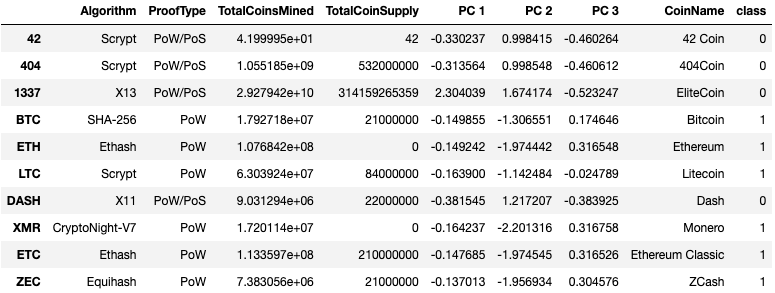 Algorithm ProofType TotalCoinsMined TotalCoinSupply PC 1 PC 2 PC 3 CoinName class
42 Scrypt PoW/PoS 4.199995e+01 42 -0.330237 0.998415 -0.460264 42 Coin 0
404 Scrypt PoW/PoS 1.055185e+09 532000000 -0.313564 0.998548 -0.460612 404Coin 0
1337 X13 PoW/PoS 2.927942e+10 314159265359 2.304039 1.674174 -0.523247 EliteCoin 0
BTC SHA-256 PoW 1.792718e+07 21000000 -0.149855 -1.306551 0.174646 Bitcoin 1
ETH Ethash PoW 1.076842e+08 0 -0.149242 -1.974442 0.316548 Ethereum 1
LTC Scrypt PoW 6.303924e+07 84000000 -0.163900 -1.142484 -0.024789 Litecoin 1
DASH X11 PoW/PoS 9.031294e+06 22000000 -0.381545 1.217207 -0.383925 Dash 0
XMR CryptoNight-V7 PoW 1.720114e+07 0 -0.164237 -2.201316 0.316758 Monero 1
ETC Ethash PoW 1.133597e+08 210000000 -0.147685 -1.974545 0.316526 Ethereum Classic 1
ZEC Equihash PoW 7.383056e+06 21000000 -0.137013 -1.956934 0.304576 ZCash 1